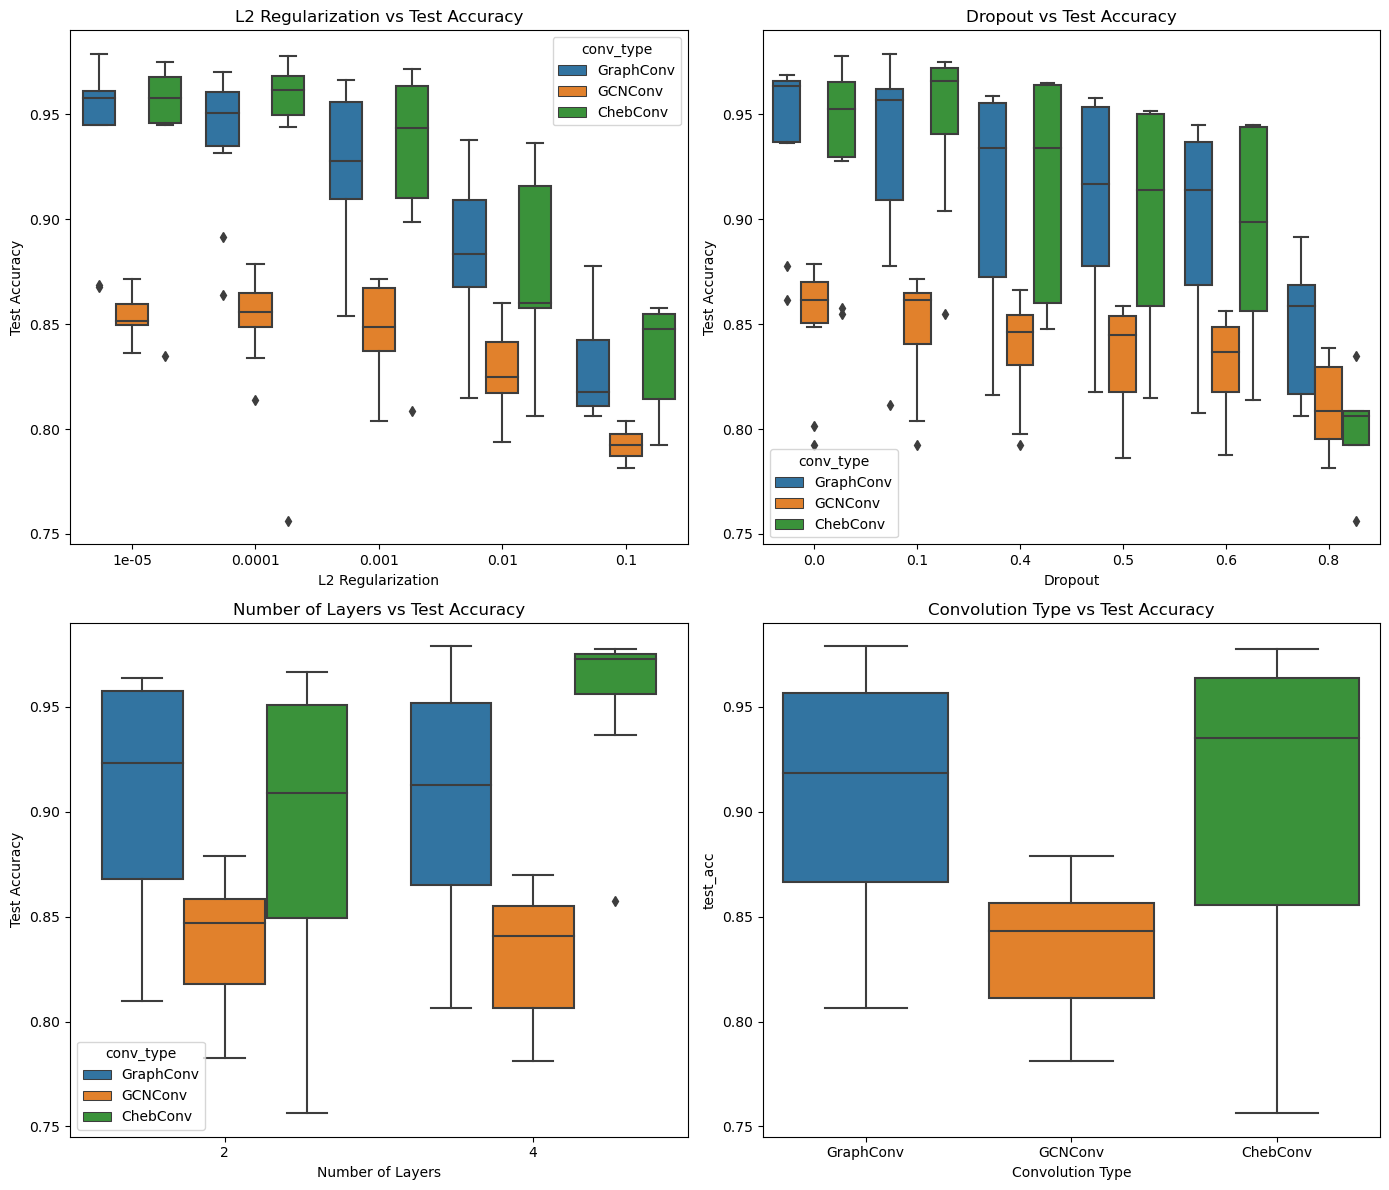 L2 Regularization vs Test Accuracy
Test Accuracy
0.95
0.90
0.85
0.80
0.75
conv_type
GraphConv
GCNConv
ChebConv
1e-05 0.0001 0.001 0.01 0.1
L2 Regularization
Dropout vs Test Accuracy
Test Accuracy
0.95
0.90
0.85
0.80
0.75
conv_type
GraphConv
GCNConv
ChebConv
0.0 0.1 0.4 0.5 0.6 0.8
Dropout
Number of Layers vs Test Accuracy
Test Accuracy
0.95
0.90
0.85
0.80
0.75
conv_type
GraphConv
GCNConv
ChebConv
2 4
Number of Layers
Convolution Type vs Test Accuracy
test_acc
0.95
0.90
0.85
0.80
0.75
GraphConv GCNConv ChebConv
Convolution Type